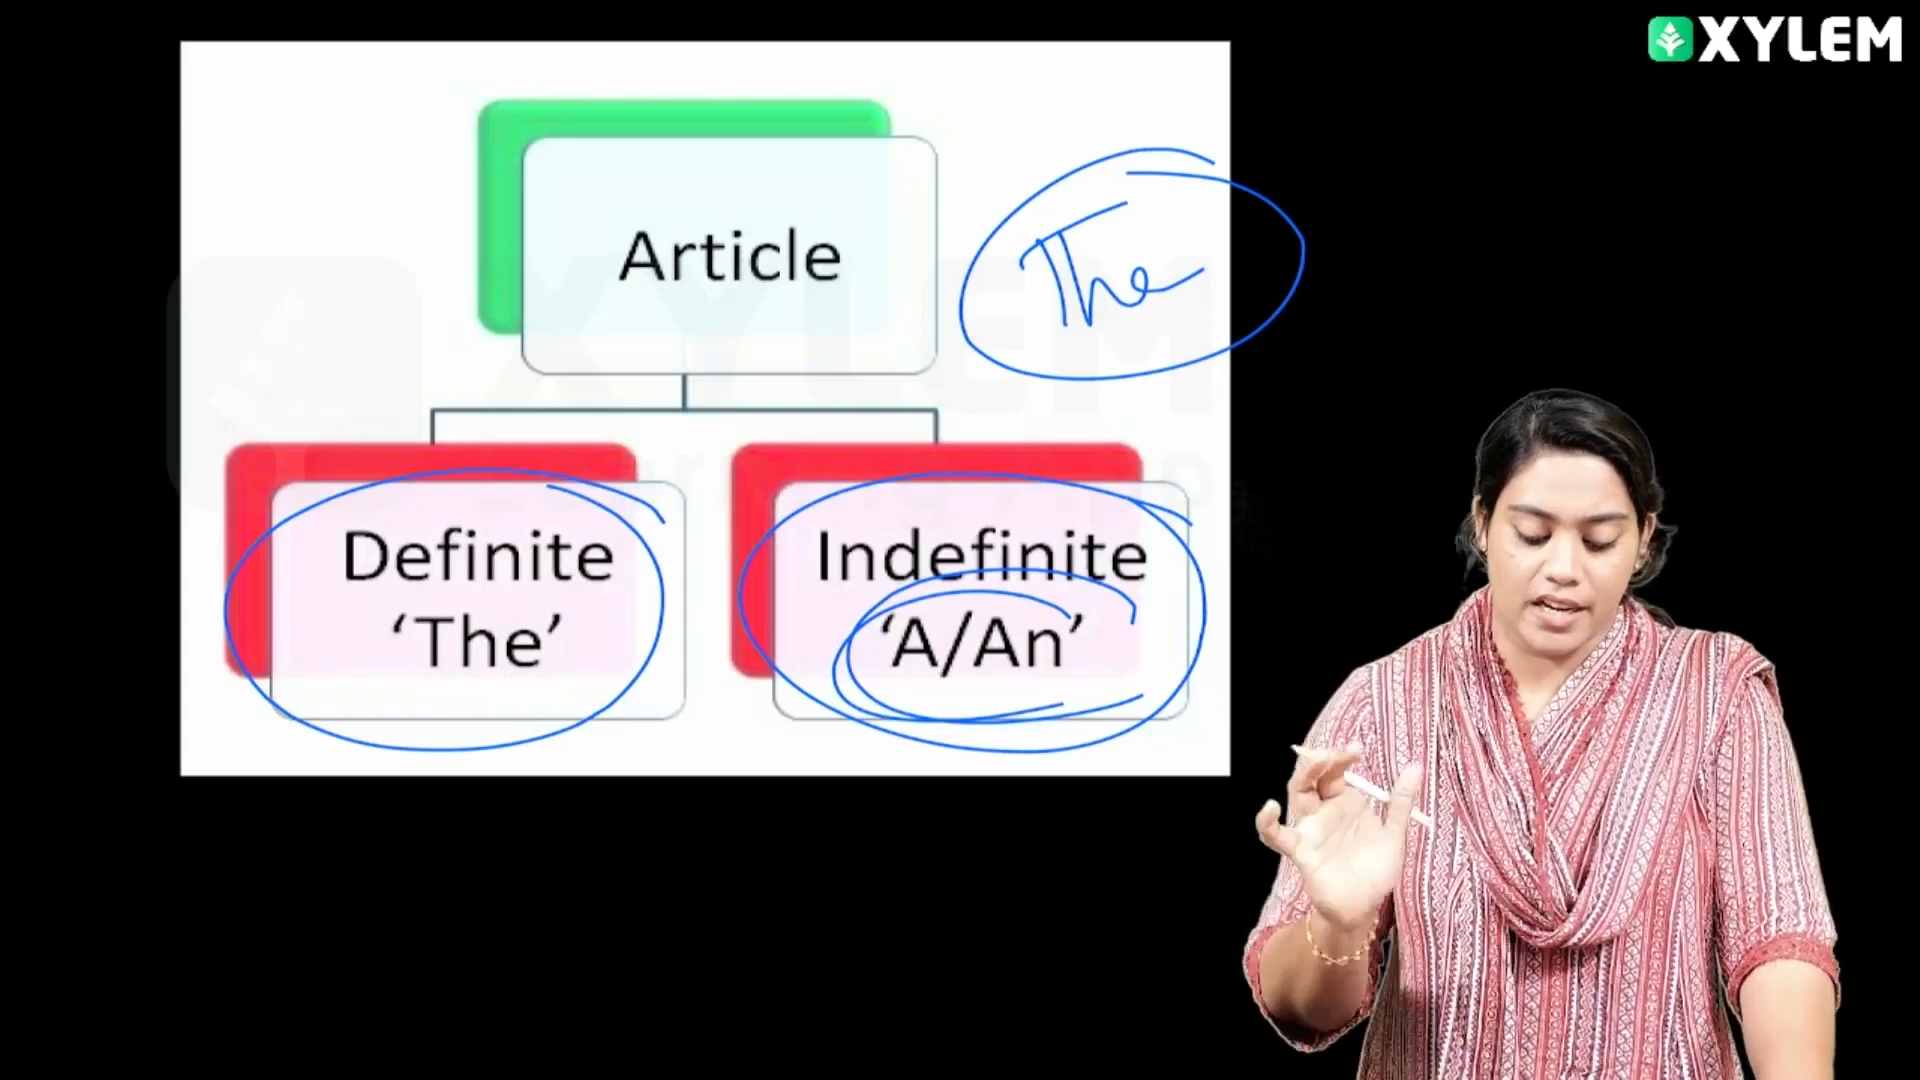 XYLEM
Article
The
Definite
‘The’
Indefinite
‘A/An’